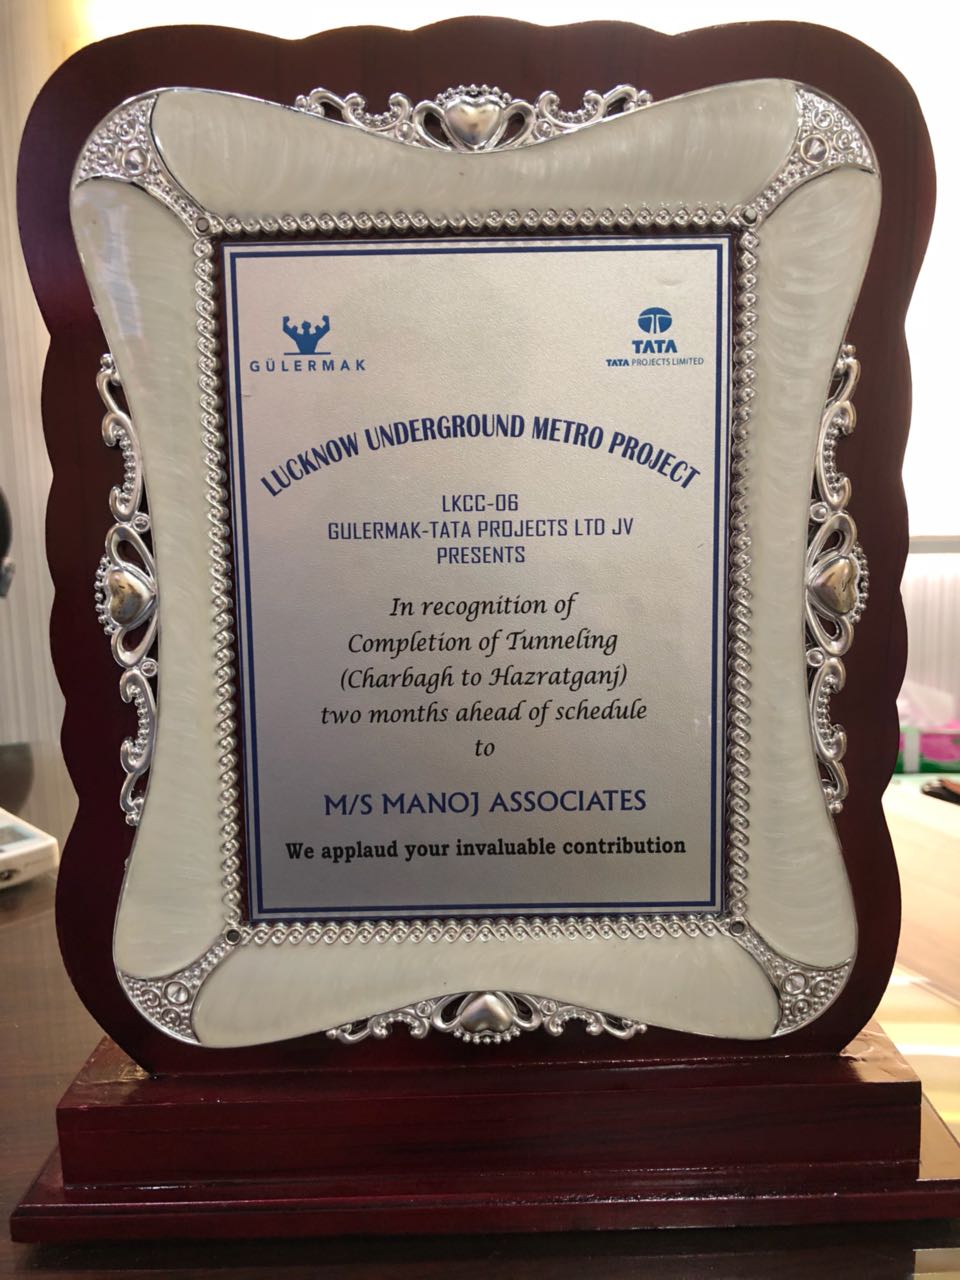 GÜLERMAK
TATA
TATA PROJECTS LIMITED
LUCKNOW UNDERGROUND METRO PROJECT
LKCC-06
GULERMAK-TATA PROJECTS LTD JV
PRESENTS
In recognition of
Completion of Tunneling
(Charbagh to Hazratganj)
two months ahead of schedule
to
M/S MANOJ ASSOCIATES
We applaud your invaluable contribution